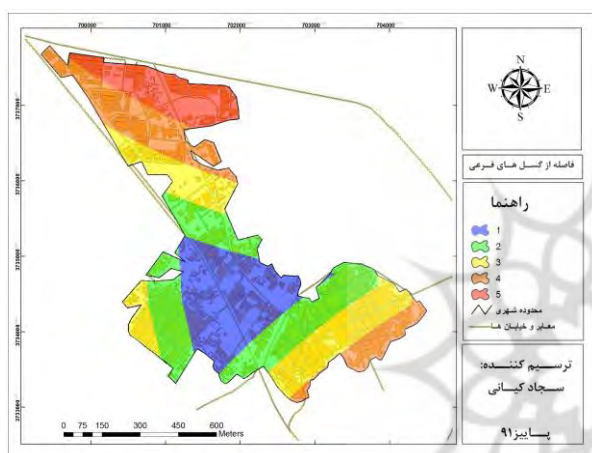 700000 701000 702000 703000 704000
N
W E
S
فاصله از گسل های فرعی
راهنما
1
2
3
4
5
محدوده شهری
معابر و خیابان ها
ترسیم کننده:
سجاد کیانی
پاییز۹۱
0 75 150 300 450 600
Meters